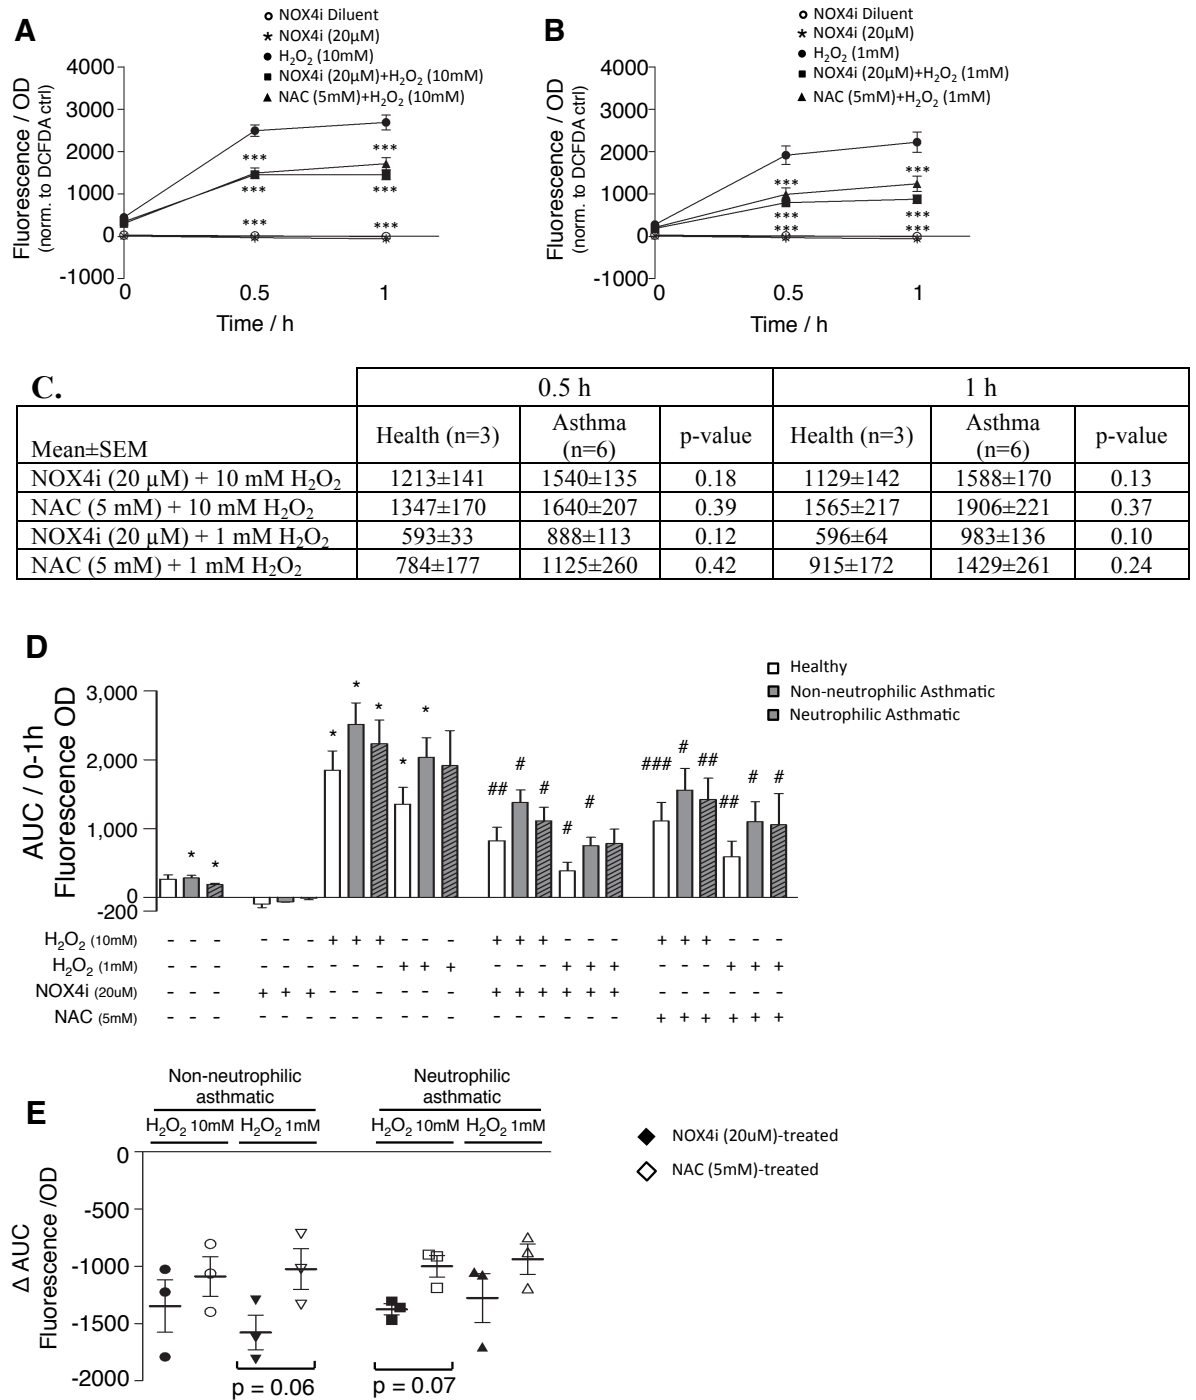 A
NOX4i Diluent
* NOX4i (20µM)
H₂O₂ (10mM)
NOX4i (20µM)+H₂O₂ (10mM)
NAC (5mM)+H₂O₂ (10mM)
Fluorescence / OD
(norm. to DCFDA ctrl)
4000
3000
2000
1000
0
-1000
***
***
***
***
***
***
*
*
0
0.5
1
Time / h
B
NOX4i Diluent
* NOX4i (20µM)
H₂O₂ (1mM)
NOX4i (20µM)+H₂O₂ (1mM)
NAC (5mM)+H₂O₂ (1mM)
Fluorescence / OD
(norm. to DCFDA ctrl)
4000
3000
2000
1000
0
-1000
***
***
***
***
***
***
*
*
0
0.5
1
Time / h
C. 0.5 h 1 h
Mean±SEM Health (n=3) Asthma (n=6) p-value Health (n=3) Asthma (n=6) p-value
NOX4i (20 µM) + 10 mM H₂O₂ 1213±141 1540±135 0.18 1129±142 1588±170 0.13
NAC (5 mM) + 10 mM H₂O₂ 1347±170 1640±207 0.39 1565±217 1906±221 0.37
NOX4i (20 µM) + 1 mM H₂O₂ 593±33 888±113 0.12 596±64 983±136 0.10
NAC (5 mM) + 1 mM H₂O₂ 784±177 1125±260 0.42 915±172 1429±261 0.24
D
Healthy
Non-neutrophilic Asthmatic
Neutrophilic Asthmatic
AUC / 0-1h
Fluorescence OD
3,000
2,000
1,000
0
-200
* * * * * * *
## # # # #
### # ## ## # #
H₂O₂ (10mM) - - - - - - + + + - - - + + + - - - + + + - - -
H₂O₂ (1mM) - - - - - - - - - + + + - - - + + + - - - + + +
NOX4i (20uM) - - - + + + - - - - - - + + + + + + - - - - - -
NAC (5mM) - - - - - - - - - - - - - - - - - - + + + + + +
E
Non-neutrophilic
asthmatic
Neutrophilic
asthmatic
H₂O₂ 10mM H₂O₂ 1mM H₂O₂ 10mM H₂O₂ 1mM
NOX4i (20uM)-treated
NAC (5mM)-treated
Δ AUC
Fluorescence /OD
0
-500
-1000
-1500
-2000
p = 0.06
p = 0.07